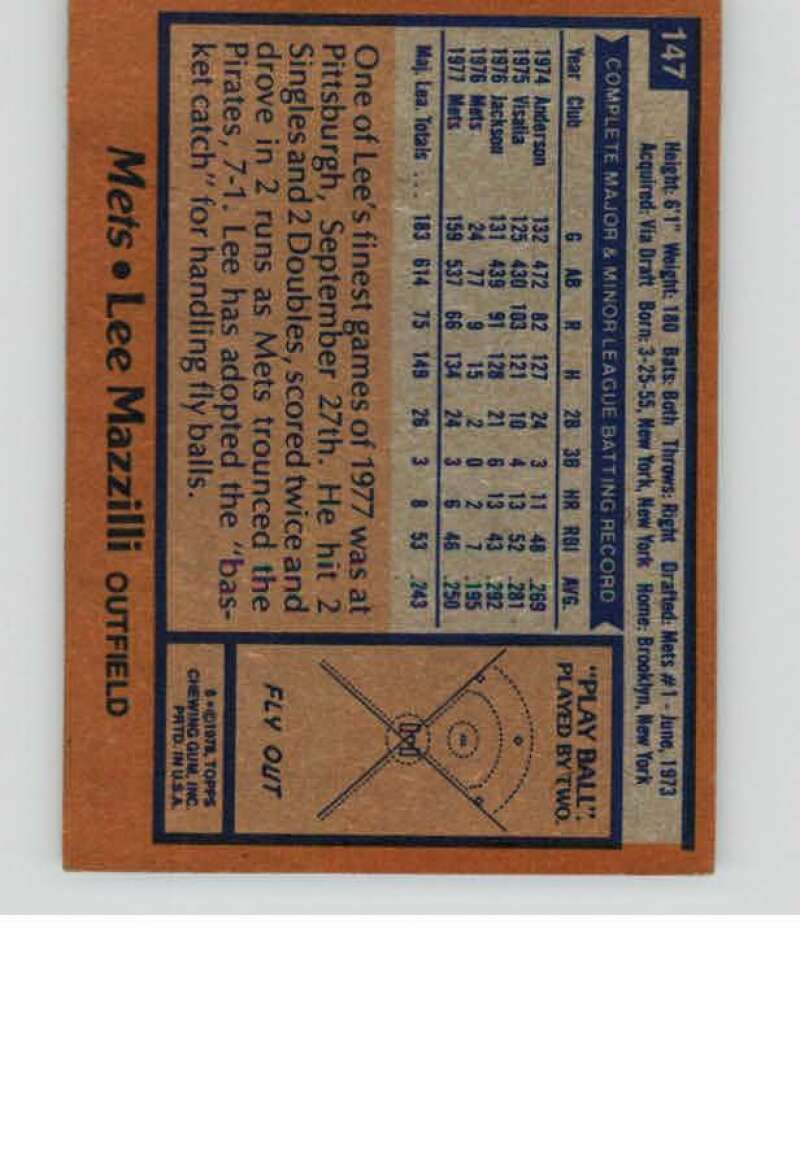 147
Height: 6'1" Weight: 180 Bats: Both Throws: Right Drafted: Mets #1 - June, 1973
Acquired: Via Draft Born: 3-25-55, New York, New York Home: Brooklyn, New York
COMPLETE MAJOR & MINOR LEAGUE BATTING RECORD
Year Club G AB R H 2B 3B HR RBI AVG.
1974 Anderson 132 472 82 127 24 3 11 48 .269
1975 Visalia 125 430 103 121 10 4 13 52 .281
1976 Jackson 131 439 91 128 21 6 13 43 .292
1976 Mets 24 77 9 15 2 0 2 7 .195
1977 Mets 159 537 66 134 24 3 6 46 .250
Maj. Lea. Totals ... 183 614 75 149 26 3 8 53 .243
One of Lee's finest games of 1977 was at
Pittsburgh, September 27th. He hit 2
Singles and 2 Doubles, scored twice and
drove in 2 runs as Mets trounced the
Pirates, 7-1. Lee has adopted the "bas-
ket catch" for handling fly balls.
"PLAY BALL":
PLAYED BY TWO.
FLY OUT
©1978, TOPPS
CHEWING GUM, INC.
PRTD. IN U.S.A.
Mets • Lee Mazzilli OUTFIELD